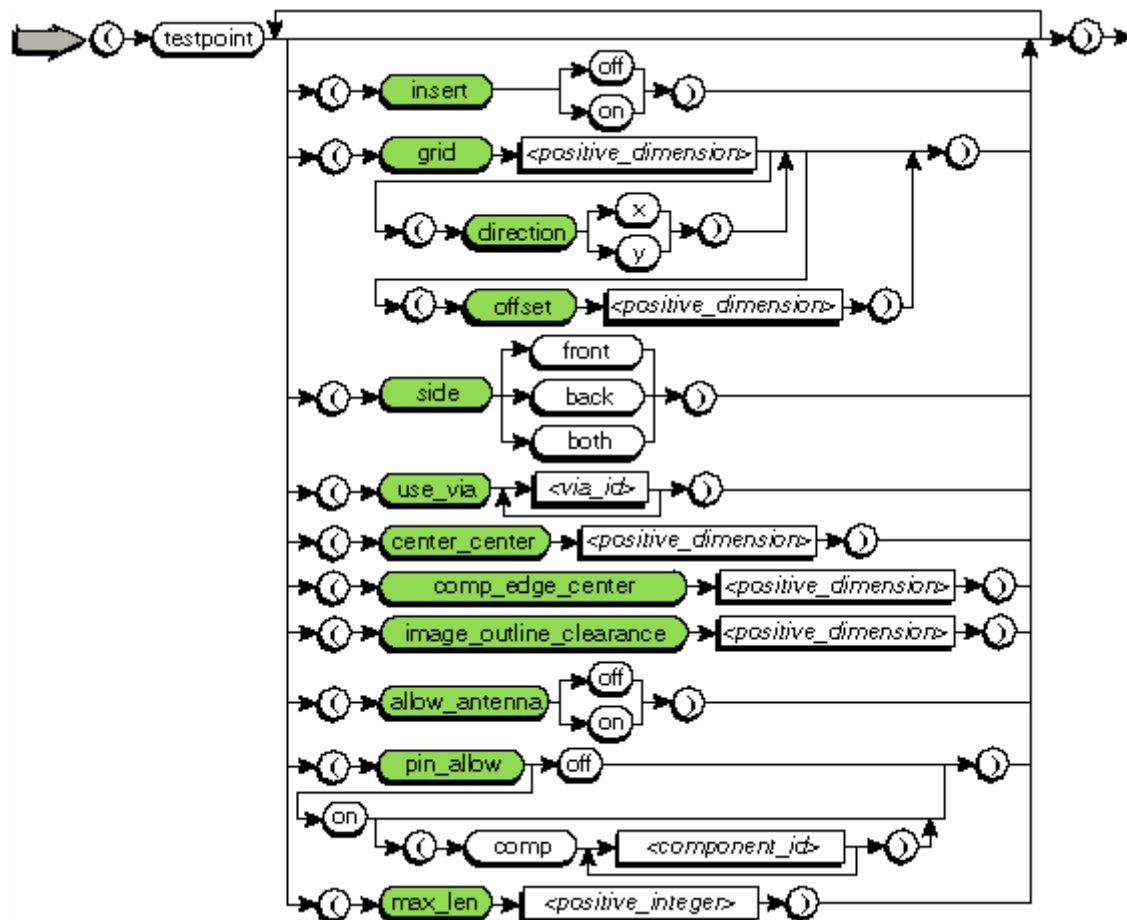 ( testpoint )
( insert off )
on
( grid <positive_dimension> )
( direction x )
y
( offset <positive_dimension> )
( side front )
back
both
( use_via <via_id> )
( center_center <positive_dimension> )
( comp_edge_center <positive_dimension> )
( image_outline_clearance <positive_dimension> )
( allow_antenna off )
on
( pin_allow off )
on
( comp <component_id> )
( max_len <positive_integer> )